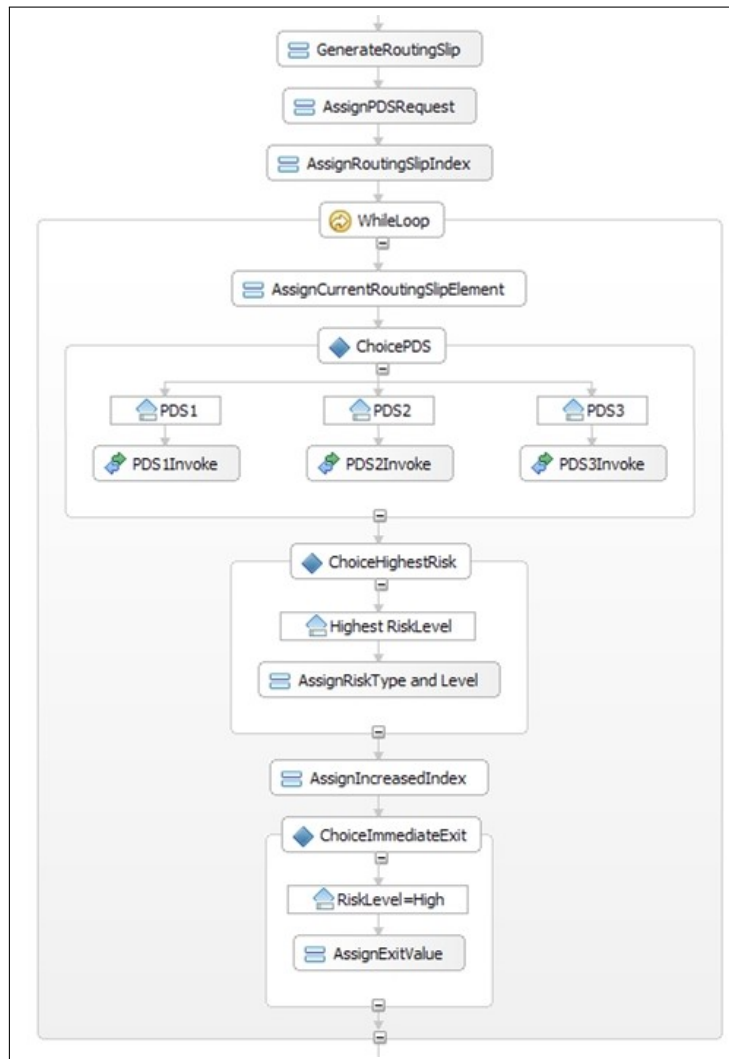 GenerateRoutingSlip
AssignPDSRequest
AssignRoutingSlipIndex
WhileLoop
AssignCurrentRoutingSlipElement
ChoicePDS
PDS1
PDS2
PDS3
PDS1Invoke
PDS2Invoke
PDS3Invoke
ChoiceHighestRisk
Highest RiskLevel
AssignRiskType and Level
AssignIncreasedIndex
ChoiceImmediateExit
RiskLevel=High
AssignExitValue